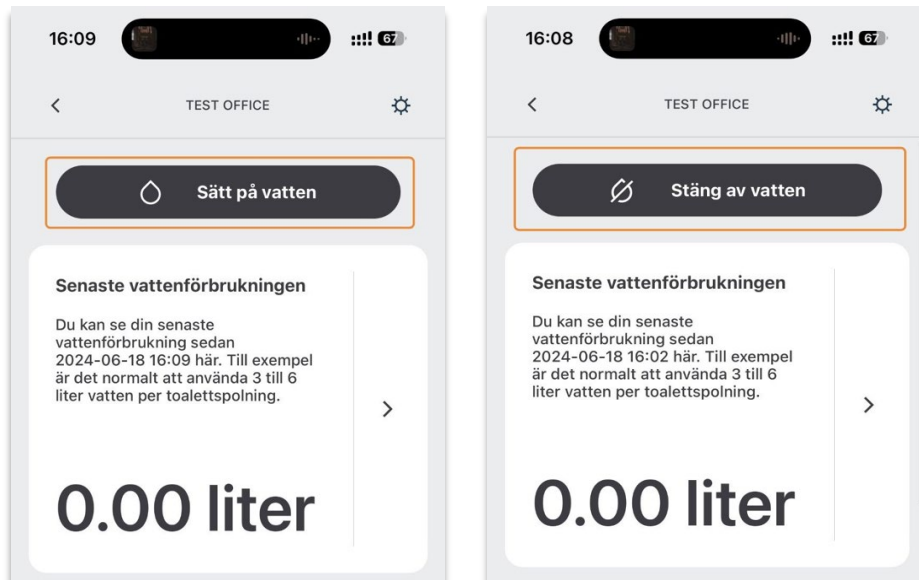 16:09
67
TEST OFFICE
Sätt på vatten
Senaste vattenförbrukningen
Du kan se din senaste
vattenförbrukning sedan
2024-06-18 16:09 här. Till exempel
är det normalt att använda 3 till 6
liter vatten per toalettspolning.
0.00 liter
16:08
67
TEST OFFICE
Stäng av vatten
Senaste vattenförbrukningen
Du kan se din senaste
vattenförbrukning sedan
2024-06-18 16:02 här. Till exempel
är det normalt att använda 3 till 6
liter vatten per toalettspolning.
0.00 liter